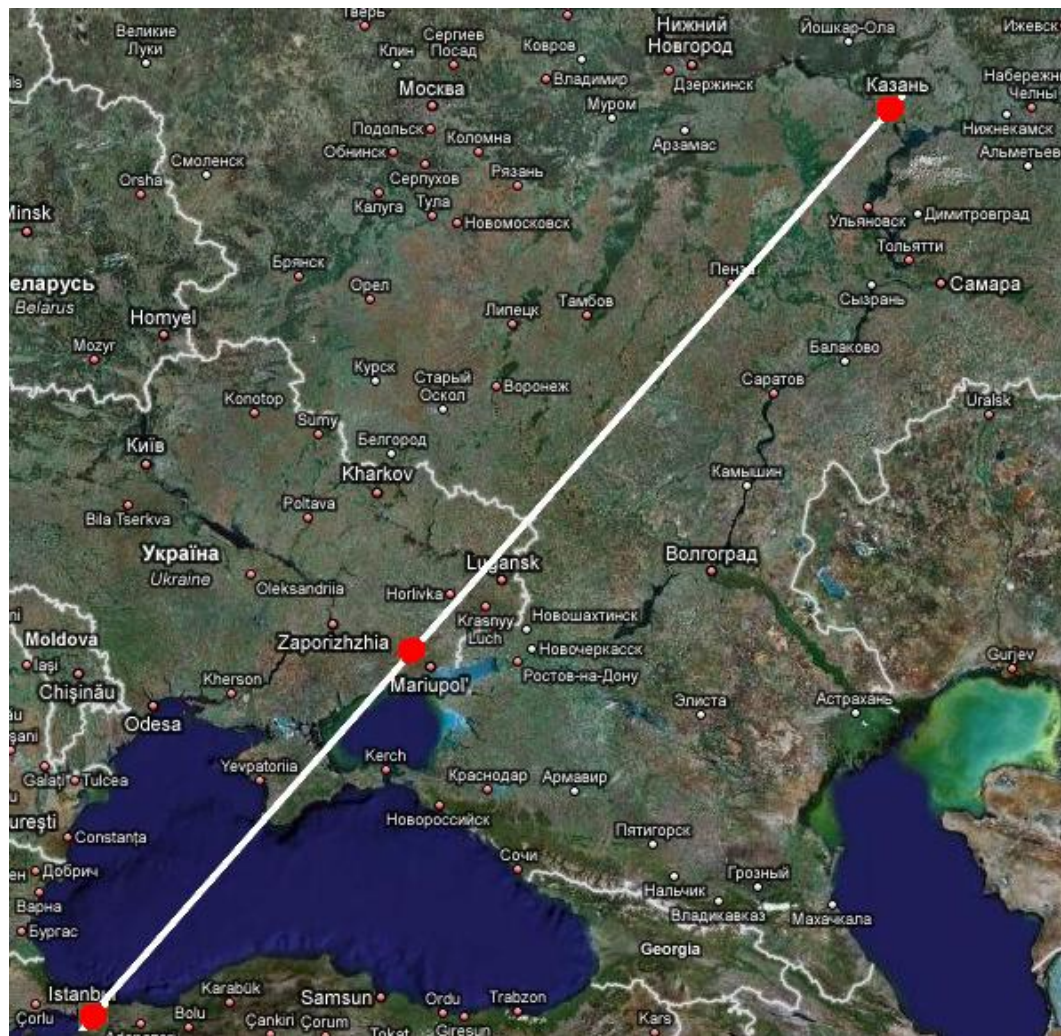 Тверь
Великие
Луки
Клин
Сергиев
Посад
Ковров
Нижний
Новгород
Йошкар-Ола
Ижевск
Москва
Владимир
Дзержинск
Казань
Муром
Подольск
Коломна
Арзамас
Нижнекамск
Обнинск
Смоленск
Серпухов
Рязань
Orsha
Калуга
Тула
Новомосковск
Ульяновск
Димитровград
Тольятти
Брянск
Пенза
Орел
Belarus
Липецк
Тамбов
Сызрань
Самара
Homyel
Mozyr
Балаково
Курск
Старый
Оскол
Воронеж
Саратов
Konotop
Uralsk
Sumy
Белгород
Київ
Kharkov
Камышин
Poltava
Bila Tserkva
Україна
Ukraine
Lugansk
Волгоград
Oleksandriia
Horlivka
Krasnyy
Luch
Новошахтинск
Moldova
Zaporizhzhia
Новочеркасск
Iaşi
Mariupol'
Ростов-на-Дону
Gurjev
Chişinău
Kherson
Элиста
Астрахань
Odesa
Kerch
Galaţi
Tulcea
Yevpatoriia
Краснодар
Армавир
Новороссийск
Constanţa
Пятигорск
Сочи
Добрич
Грозный
Нальчик
Варна
Владикавказ
Махачкала
Бургас
Georgia
Istanbul
Karabük
Samsun
Ordu
Trabzon
Çorlu
Bolu
Çankiri
Çorum
Tokat
Giresun
Kars